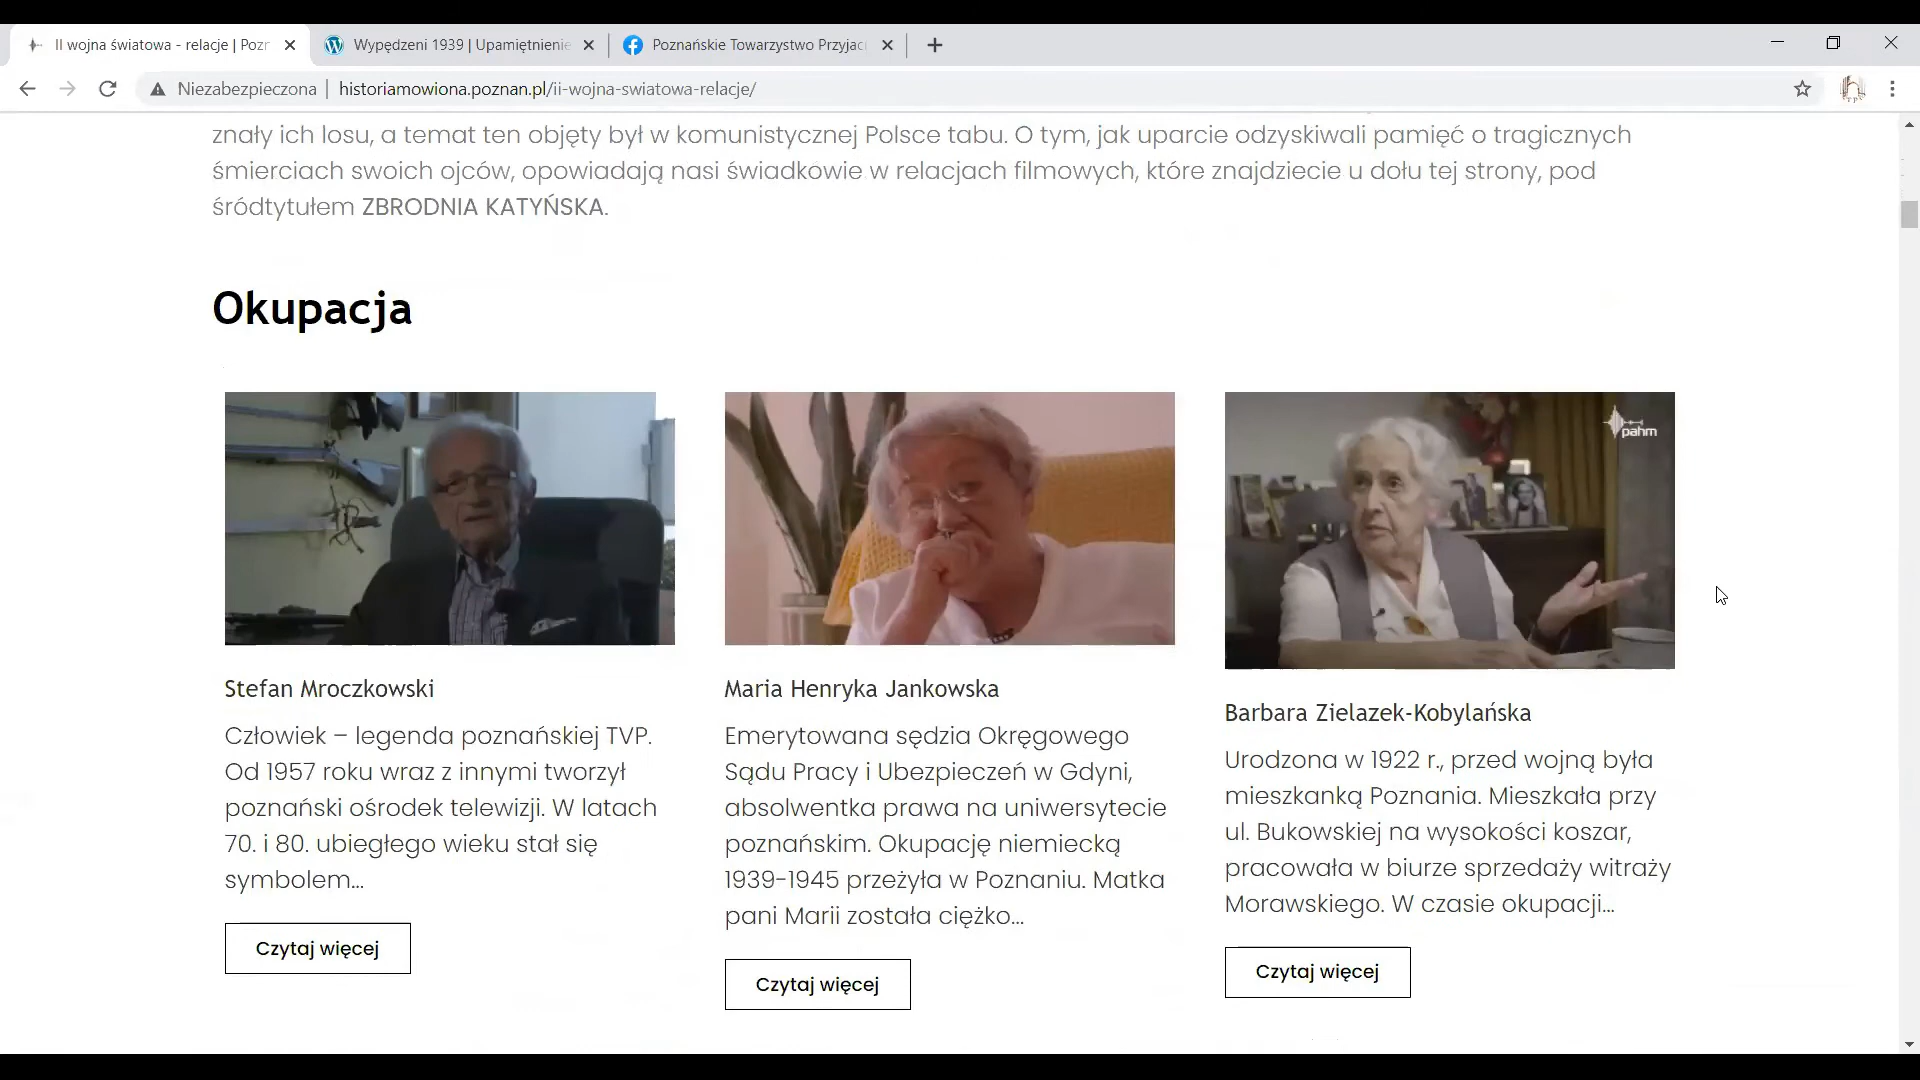 II wojna światowa - relacje | Pozn
Wypędzeni 1939 | Upamiętnienie
Poznańskie Towarzystwo Przyjac
Niezabezpieczona | historiamowiona.poznan.pl/ii-wojna-swiatowa-relacje/
znały ich losu, a temat ten objęty był w komunistycznej Polsce tabu. O tym, jak uparcie odzyskiwali pamięć o tragicznych
śmierciach swoich ojców, opowiadają nasi świadkowie w relacjach filmowych, które znajdziecie u dołu tej strony, pod
śródtytułem ZBRODNIA KATYŃSKA.
Okupacja
pahm
Stefan Mroczkowski
Człowiek – legenda poznańskiej TVP.
Od 1957 roku wraz z innymi tworzył
poznański ośrodek telewizji. W latach
70. i 80. ubiegłego wieku stał się
symbolem...
Czytaj więcej
Maria Henryka Jankowska
Emerytowana sędzia Okręgowego
Sądu Pracy i Ubezpieczeń w Gdyni,
absolwentka prawa na uniwersytecie
poznańskim. Okupację niemiecką
1939-1945 przeżyła w Poznaniu. Matka
pani Marii została ciężko...
Czytaj więcej
Barbara Zielazek-Kobylańska
Urodzona w 1922 r., przed wojną była
mieszkanką Poznania. Mieszkała przy
ul. Bukowskiej na wysokości koszar,
pracowała w biurze sprzedaży witraży
Morawskiego. W czasie okupacji...
Czytaj więcej